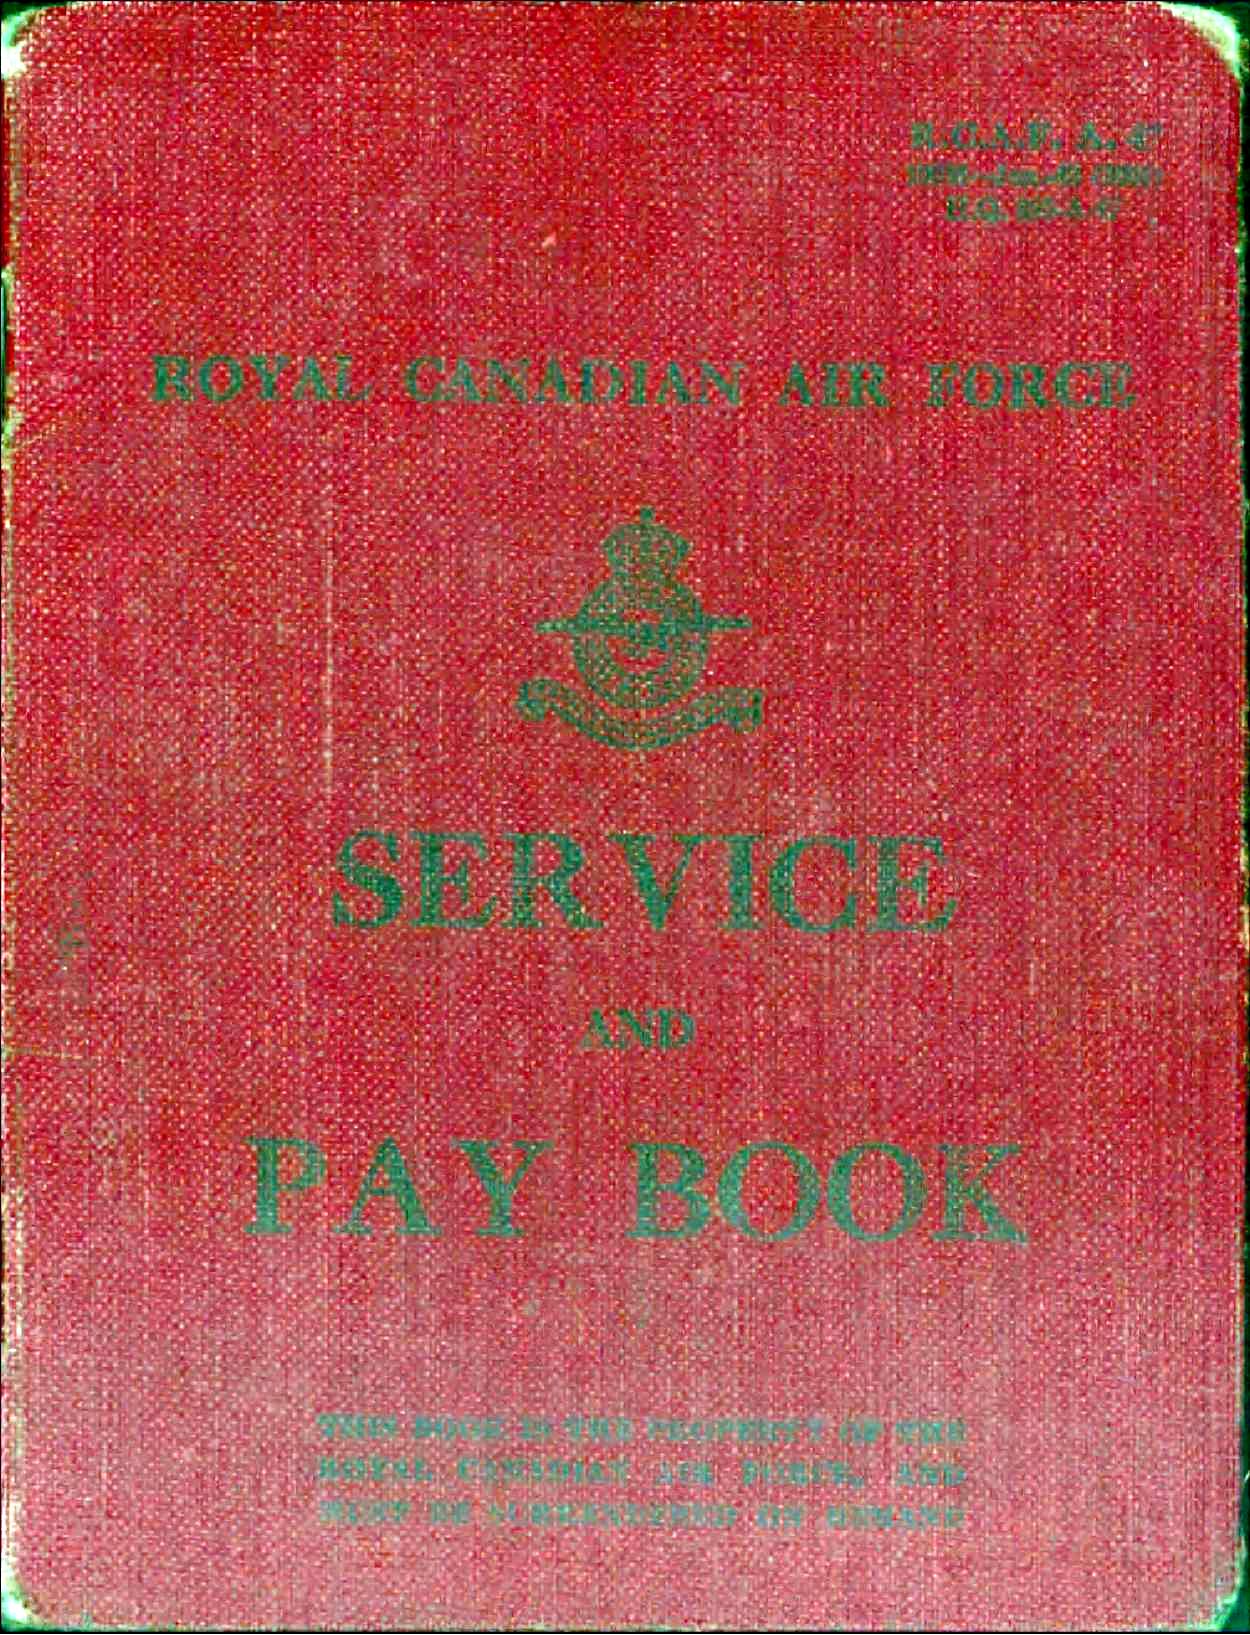 R.C.A.F. A. 47
ROYAL CANADIAN AIR FORCE
SERVICE
AND
PAY BOOK
THIS BOOK IS THE PROPERTY OF THE
ROYAL CANADIAN AIR FORCE, AND
MUST BE SURRENDERED ON DEMAND